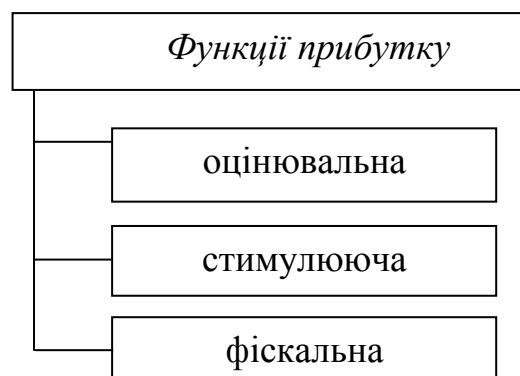 Функції прибутку
оцінювальна
стимулююча
фіскальна